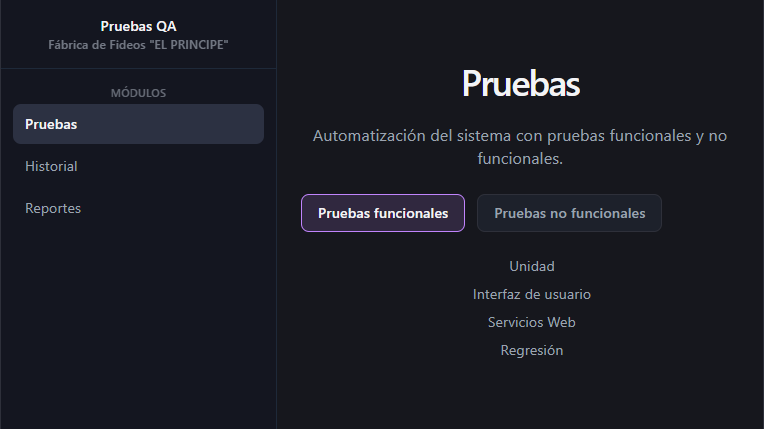 Pruebas QA
Fábrica de Fideos "EL PRINCIPE"
MÓDULOS
Pruebas
Historial
Reportes
Pruebas
Automatización del sistema con pruebas funcionales y no
funcionales.
Pruebas funcionales
Pruebas no funcionales
Unidad
Interfaz de usuario
Servicios Web
Regresión